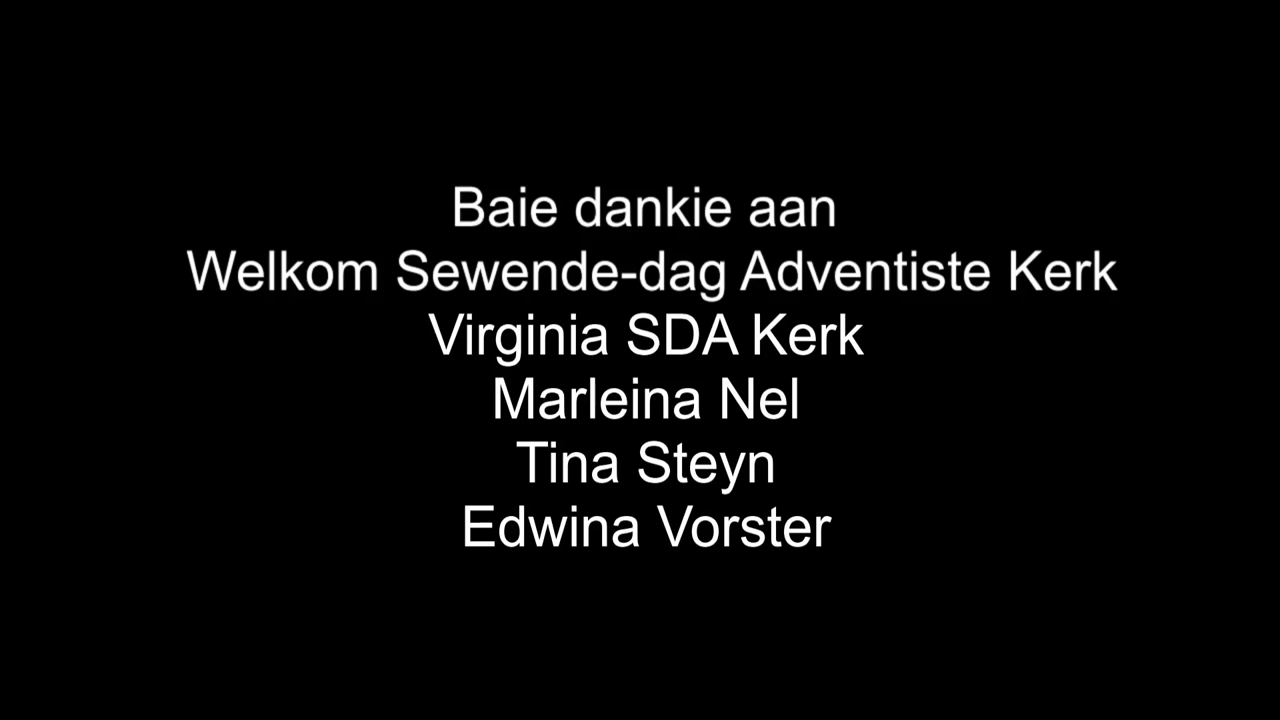 Baie dankie aan
Welkom Sewende-dag Adventiste Kerk
Virginia SDA Kerk
Marleina Nel
Tina Steyn
Edwina Vorster